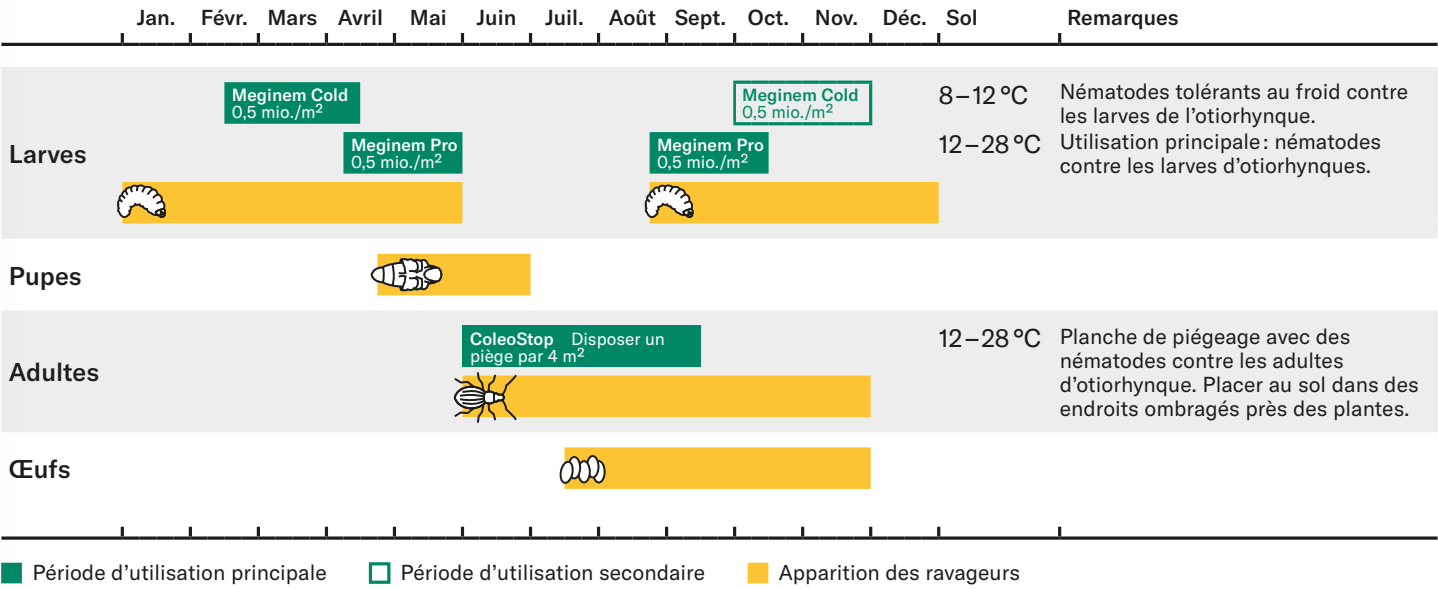 Jan. Févr. Mars Avril Mai Juin Juil. Août Sept. Oct. Nov. Déc. Sol Remarques
Larves
Meginem Cold
0,5 mio./m²
Meginem Cold
0,5 mio./m²
Meginem Pro
0,5 mio./m²
Meginem Pro
0,5 mio./m²
8–12 °C
Nématodes tolérants au froid contre
les larves de l'otiorhynque.
12–28 °C
Utilisation principale: nématodes
contre les larves d'otiorhynques.
Pupes
Adultes
ColeoStop Disposer un
piège par 4 m²
12–28 °C
Planche de piégeage avec des
nématodes contre les adultes
d'otiorhynque. Placer au sol dans des
endroits ombragés près des plantes.
Œufs
Période d'utilisation principale
Période d'utilisation secondaire
Apparition des ravageurs